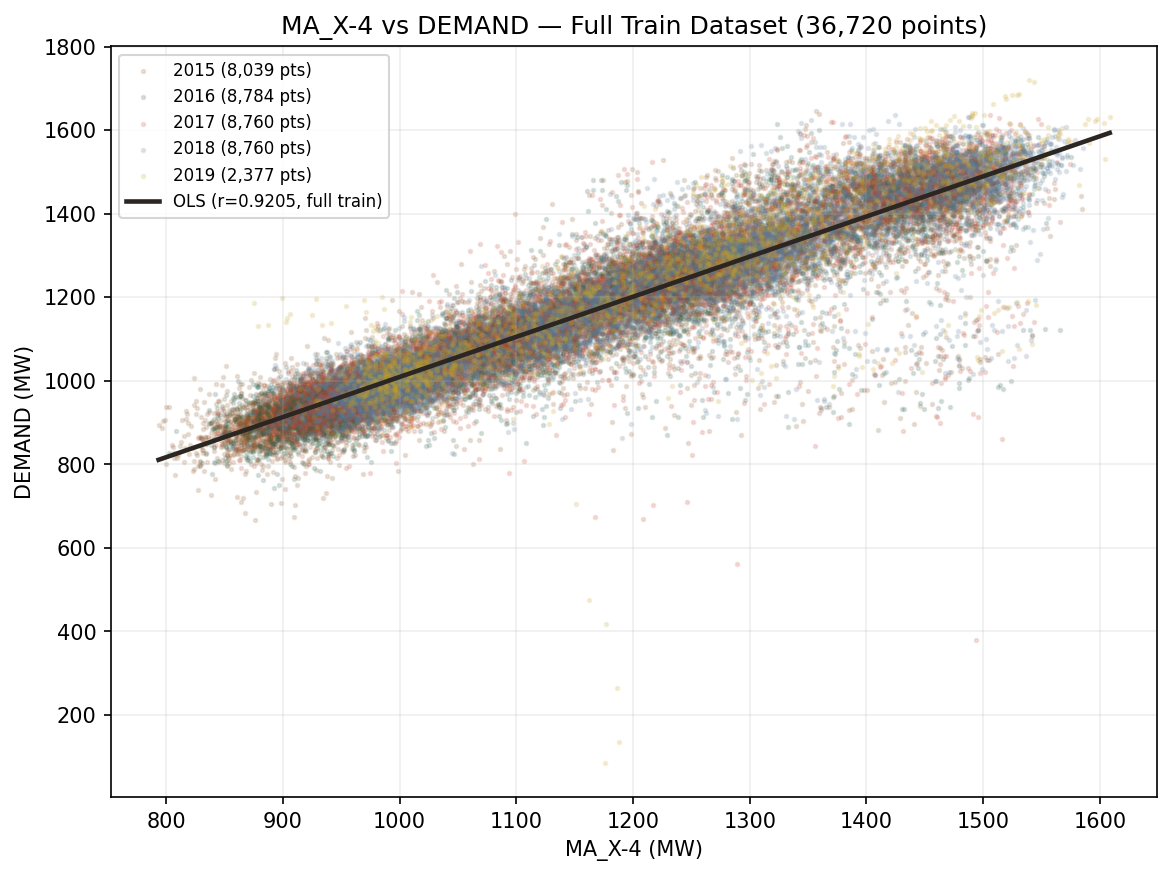 MA_X-4 vs DEMAND — Full Train Dataset (36,720 points)
2015 (8,039 pts)
2016 (8,784 pts)
2017 (8,760 pts)
2018 (8,760 pts)
2019 (2,377 pts)
OLS (r=0.9205, full train)
DEMAND (MW)
1800
1600
1400
1200
1000
800
600
400
200
800 900 1000 1100 1200 1300 1400 1500 1600
MA_X-4 (MW)